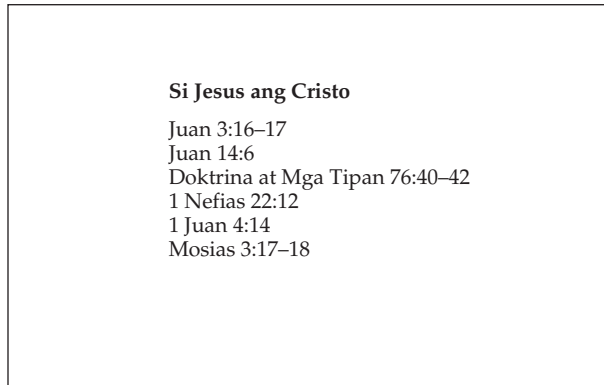 Si Jesus ang Cristo
Juan 3:16–17
Juan 14:6
Doktrina at Mga Tipan 76:40–42
1 Nefias 22:12
1 Juan 4:14
Mosias 3:17–18